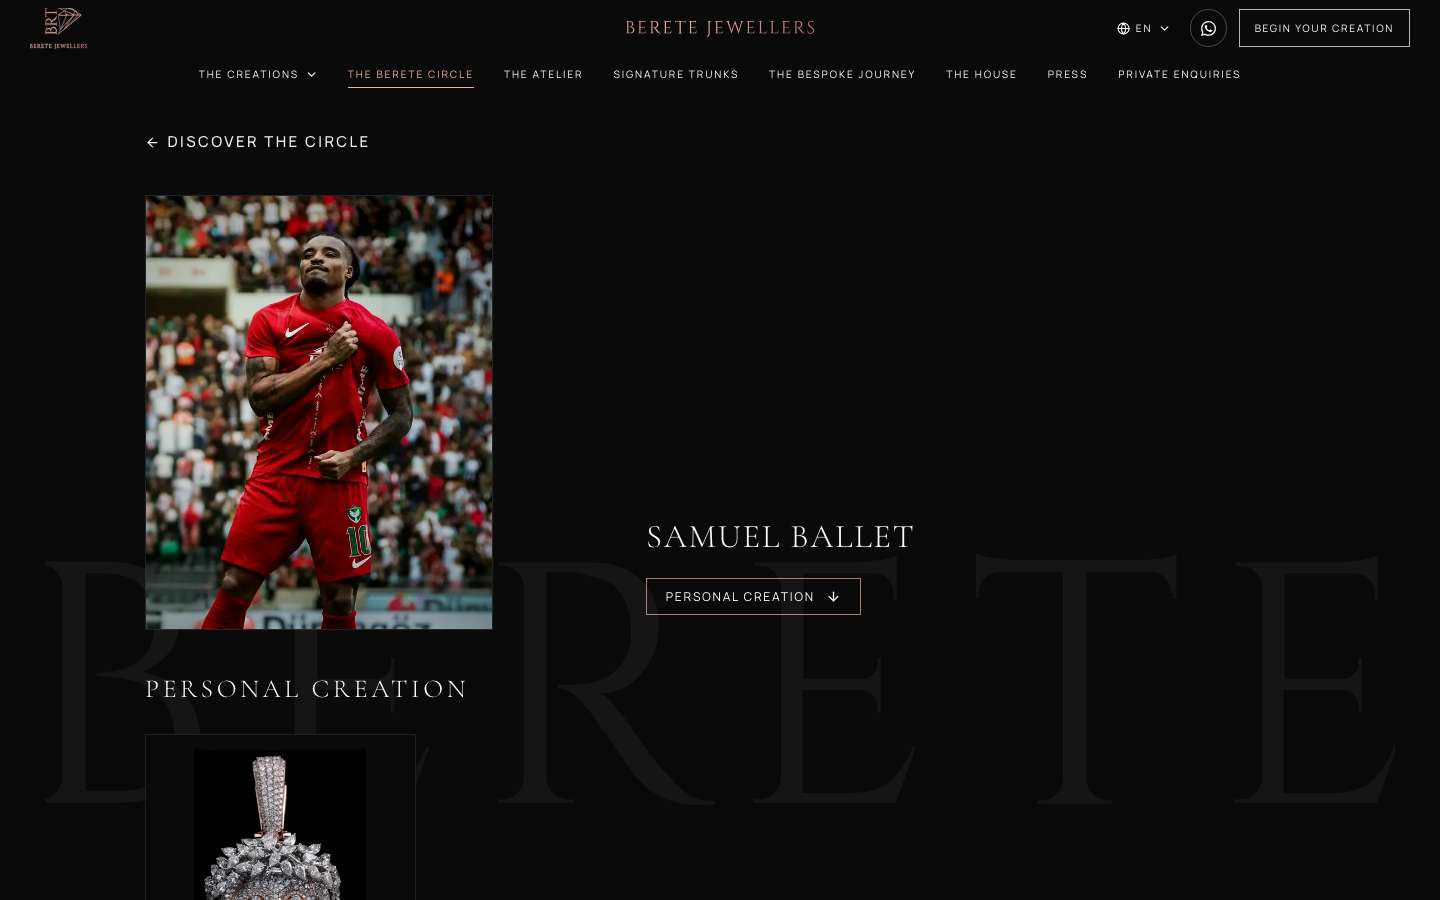 BRT
BERETE JEWELLERS
BERETE JEWELLERS
EN
BEGIN YOUR CREATION
THE CREATIONS
THE BERETE CIRCLE
THE ATELIER
SIGNATURE TRUNKS
THE BESPOKE JOURNEY
THE HOUSE
PRESS
PRIVATE ENQUIRIES
DISCOVER THE CIRCLE
10
SAMUEL BALLET
PERSONAL CREATION
BERETE
PERSONAL CREATION